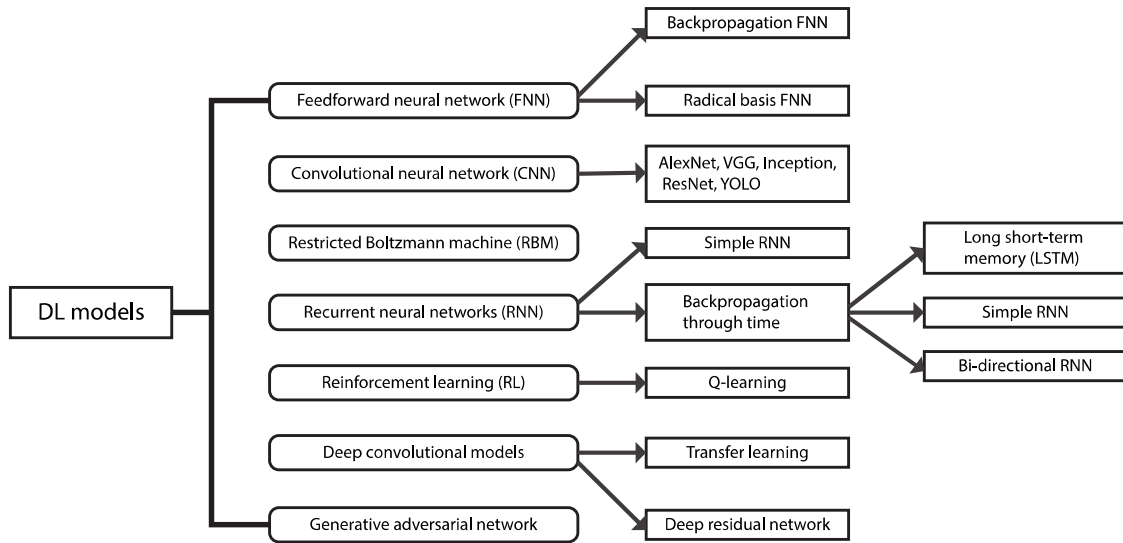 DL models
Feedforward neural network (FNN)
Backpropagation FNN
Radical basis FNN
Convolutional neural network (CNN)
AlexNet, VGG, Inception,
ResNet, YOLO
Restricted Boltzmann machine (RBM)
Recurrent neural networks (RNN)
Simple RNN
Backpropagation
through time
Long short-term
memory (LSTM)
Simple RNN
Bi-directional RNN
Reinforcement learning (RL)
Q-learning
Deep convolutional models
Transfer learning
Deep residual network
Generative adversarial network